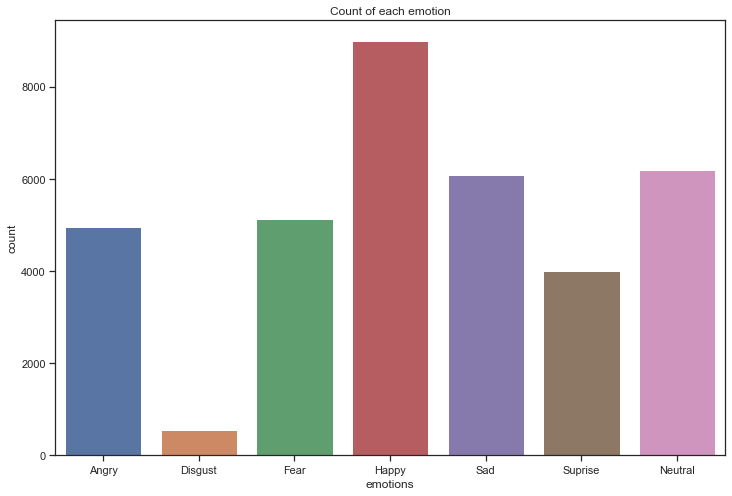 Count of each emotion
8000
6000
4000
2000
0
count
Angry Disgust Fear Happy Sad Suprise Neutral
emotions